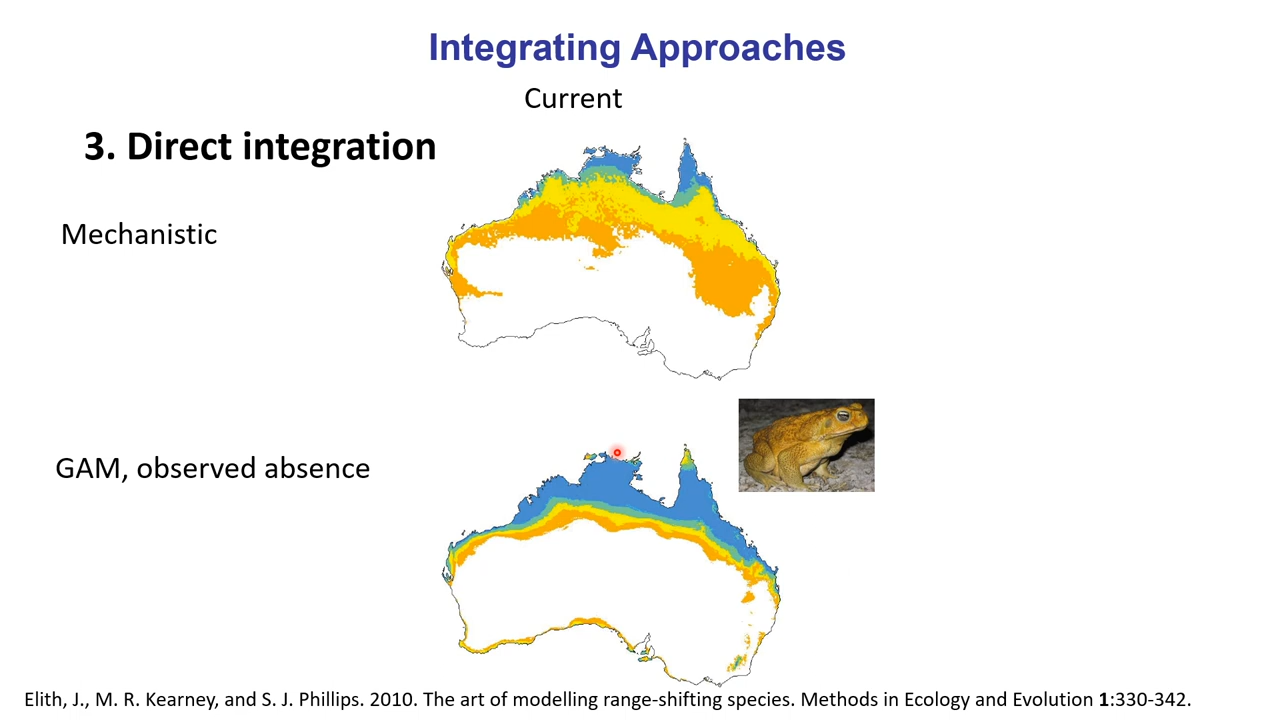 Integrating Approaches
Current
3. Direct integration
Mechanistic
GAM, observed absence
Elith, J., M. R. Kearney, and S. J. Phillips. 2010. The art of modelling range-shifting species. Methods in Ecology and Evolution 1:330-342.